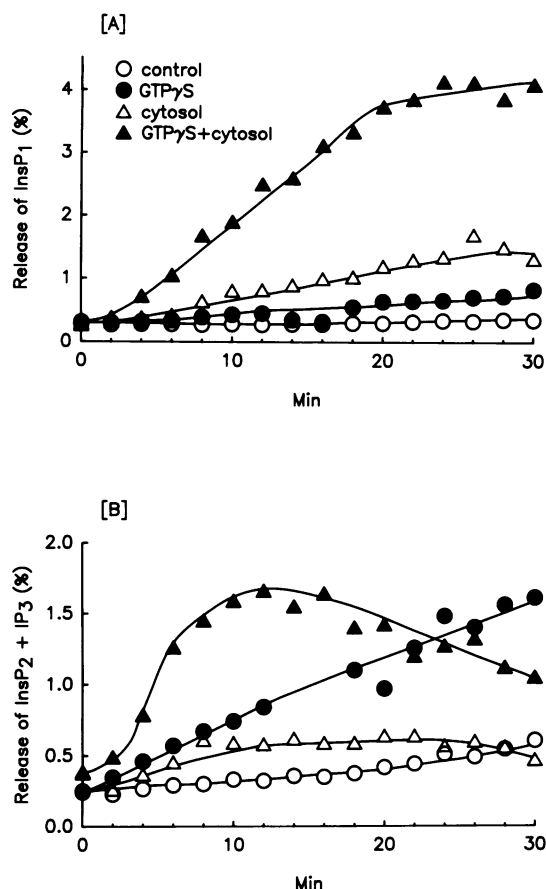 [A]
Release of InsP1 (%)
4
3
2
1
0
control
GTPγS
cytosol
GTPγS+cytosol
0 10 20 30
Min
[B]
Release of InsP2 + IP3 (%)
2.0
1.5
1.0
0.5
0.0
0 10 20 30
Min